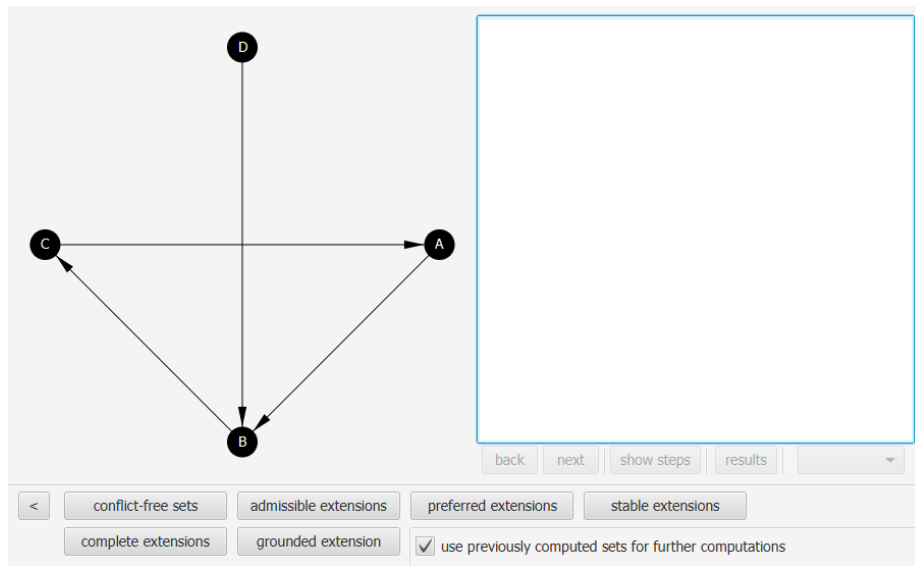 D
C
A
B
back next show steps results
< conflict-free sets admissible extensions preferred extensions stable extensions
complete extensions grounded extension use previously computed sets for further computations